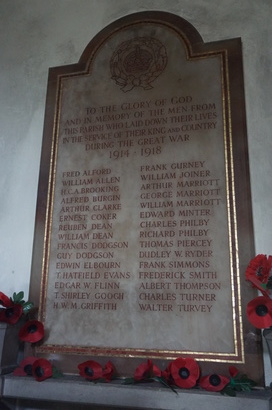 TO THE GLORY OF GOD
AND IN MEMORY OF THE MEN FROM
THIS PARISH WHO LAID DOWN THEIR LIVES
IN THE SERVICE OF THEIR KING AND COUNTRY
DURING THE GREAT WAR
1914 - 1918
FRED ALFORD
WILLIAM ALLEN
H.C.A. BROOKING
ALFRED BURGIN
ARTHUR CLARKE
ERNEST COKER
REUBEN DEAN
WILLIAM DEAN
FRANCIS DODGSON
GUY DODGSON
EDWIN ELBOURN
T. HATFEILD EVANS
EDGAR W. FLINN
T. SHIRLEY GOOCH
H.W.M. GRIFFITH
FRANK GURNEY
WILLIAM JOINER
ARTHUR MARRIOTT
GEORGE MARRIOTT
WILLIAM MARRIOTT
EDWARD MINTER
CHARLES PHILBY
RICHARD PHILBY
THOMAS PIERCEY
DUDLEY W. RYDER
FRANK SIMMONS
FREDERICK SMITH
ALBERT THOMPSON
CHARLES TURNER
WALTER TURVEY